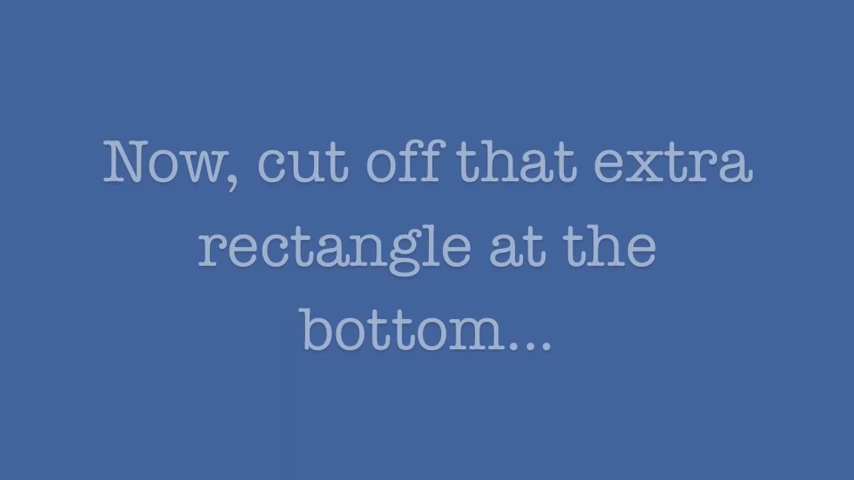 Now, cut off that extra
rectangle at the
bottom...